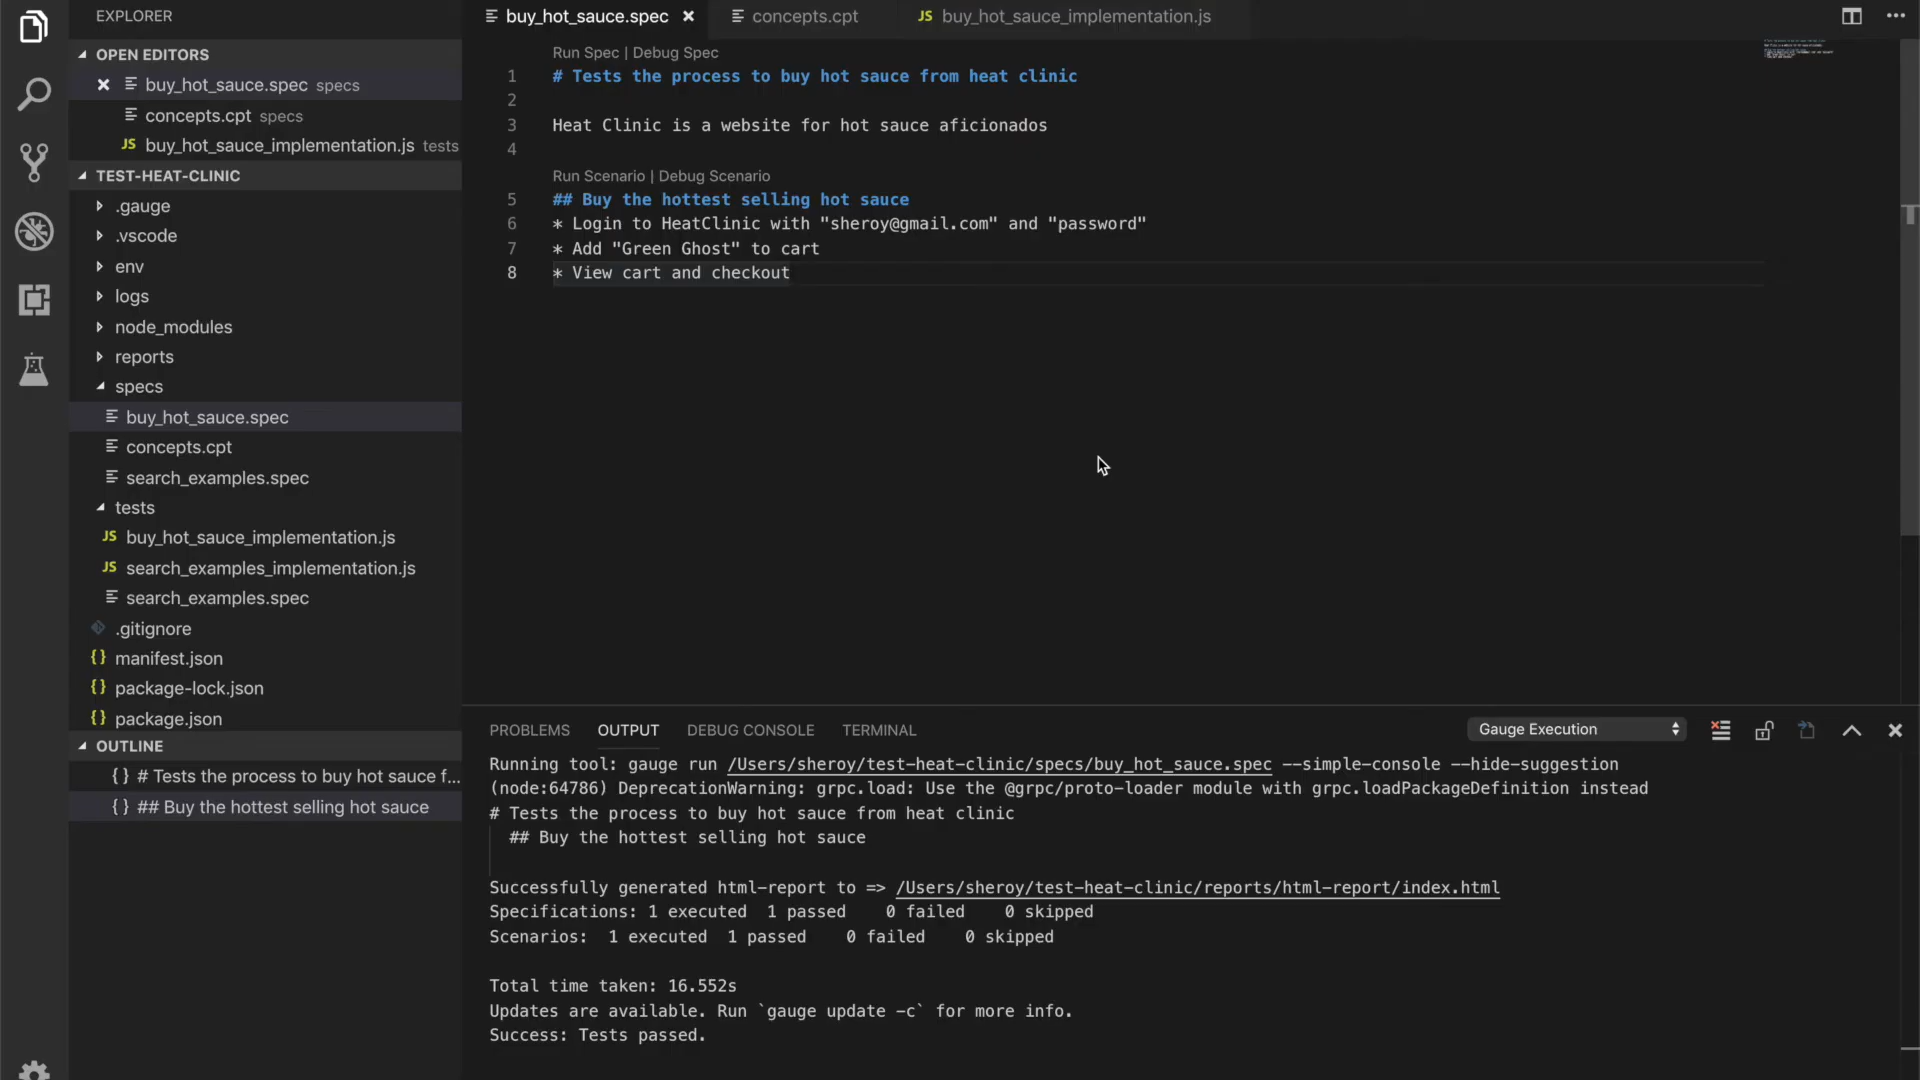 EXPLORER
OPEN EDITORS
buy_hot_sauce.spec specs
concepts.cpt specs
JS buy_hot_sauce_implementation.js tests
TEST-HEAT-CLINIC
.gauge
.vscode
env
logs
node_modules
reports
specs
buy_hot_sauce.spec
concepts.cpt
search_examples.spec
tests
JS buy_hot_sauce_implementation.js
JS search_examples_implementation.js
search_examples.spec
.gitignore
{} manifest.json
{} package-lock.json
{} package.json
OUTLINE
{} # Tests the process to buy hot sauce f...
{} ## Buy the hottest selling hot sauce
buy_hot_sauce.spec
concepts.cpt
JS buy_hot_sauce_implementation.js
Run Spec | Debug Spec
1 # Tests the process to buy hot sauce from heat clinic
2
3 Heat Clinic is a website for hot sauce aficionados
4
Run Scenario | Debug Scenario
5 ## Buy the hottest selling hot sauce
6 * Login to HeatClinic with "sheroy@gmail.com" and "password"
7 * Add "Green Ghost" to cart
8 * View cart and checkout
PROBLEMS OUTPUT DEBUG CONSOLE TERMINAL Gauge Execution
Running tool: gauge run /Users/sheroy/test-heat-clinic/specs/buy_hot_sauce.spec --simple-console --hide-suggestion
(node:64786) DeprecationWarning: grpc.load: Use the @grpc/proto-loader module with grpc.loadPackageDefinition instead
# Tests the process to buy hot sauce from heat clinic
## Buy the hottest selling hot sauce
Successfully generated html-report to => /Users/sheroy/test-heat-clinic/reports/html-report/index.html
Specifications: 1 executed 1 passed 0 failed 0 skipped
Scenarios: 1 executed 1 passed 0 failed 0 skipped
Total time taken: 16.552s
Updates are available. Run `gauge update -c` for more info.
Success: Tests passed.